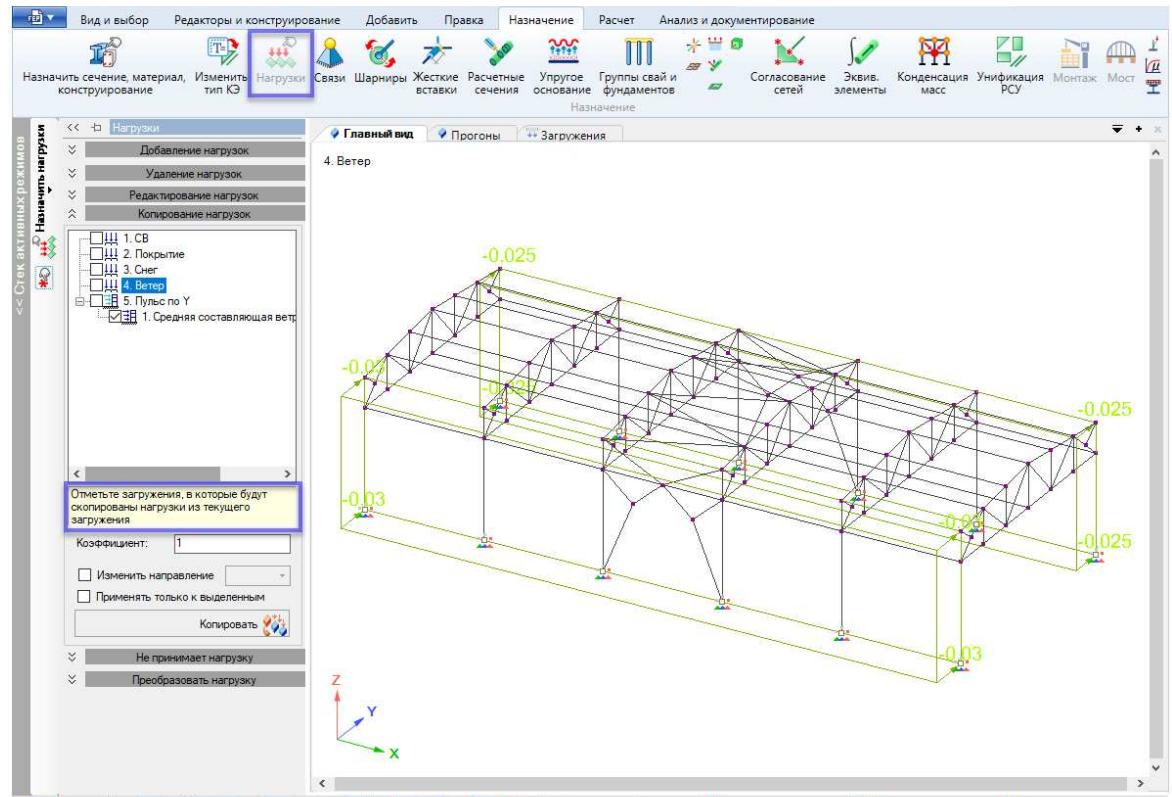 Вид и выбор Редакторы и конструирование Добавить Правка Назначение Расчет Анализ и документирование
Назначить сечение, материал, конструирование
Изменить тип КЭ
Нагрузки
Связи
Шарниры
Жесткие вставки
Расчетные сечения
Упругое основание
Группы свай и фундаментов
Согласование сетей
Эквив. элементы
Конденсация масс
Унификация РСУ
Монтаж
Мост
Назначение
<< Стек активных режимов
Назначить нагрузки
<< Нагрузки
Добавление нагрузок
Удаление нагрузок
Редактирование нагрузок
Копирование нагрузок
1. СВ
2. Покрытие
3. Снег
4. Ветер
5. Пульс по Y
1. Средняя составляющая ветр
Отметьте загружения, в которые будут
скопированы нагрузки из текущего
загружения
Коэффициент: 1
Изменить направление
Применять только к выделенным
Копировать
Не принимает нагрузку
Преобразовать нагрузку
Главный вид Прогоны Загружения
4. Ветер
-0.025
-0.03
-0.025
-0.025
-0.03
-0.03
-0.025
-0.03
Z
Y
X